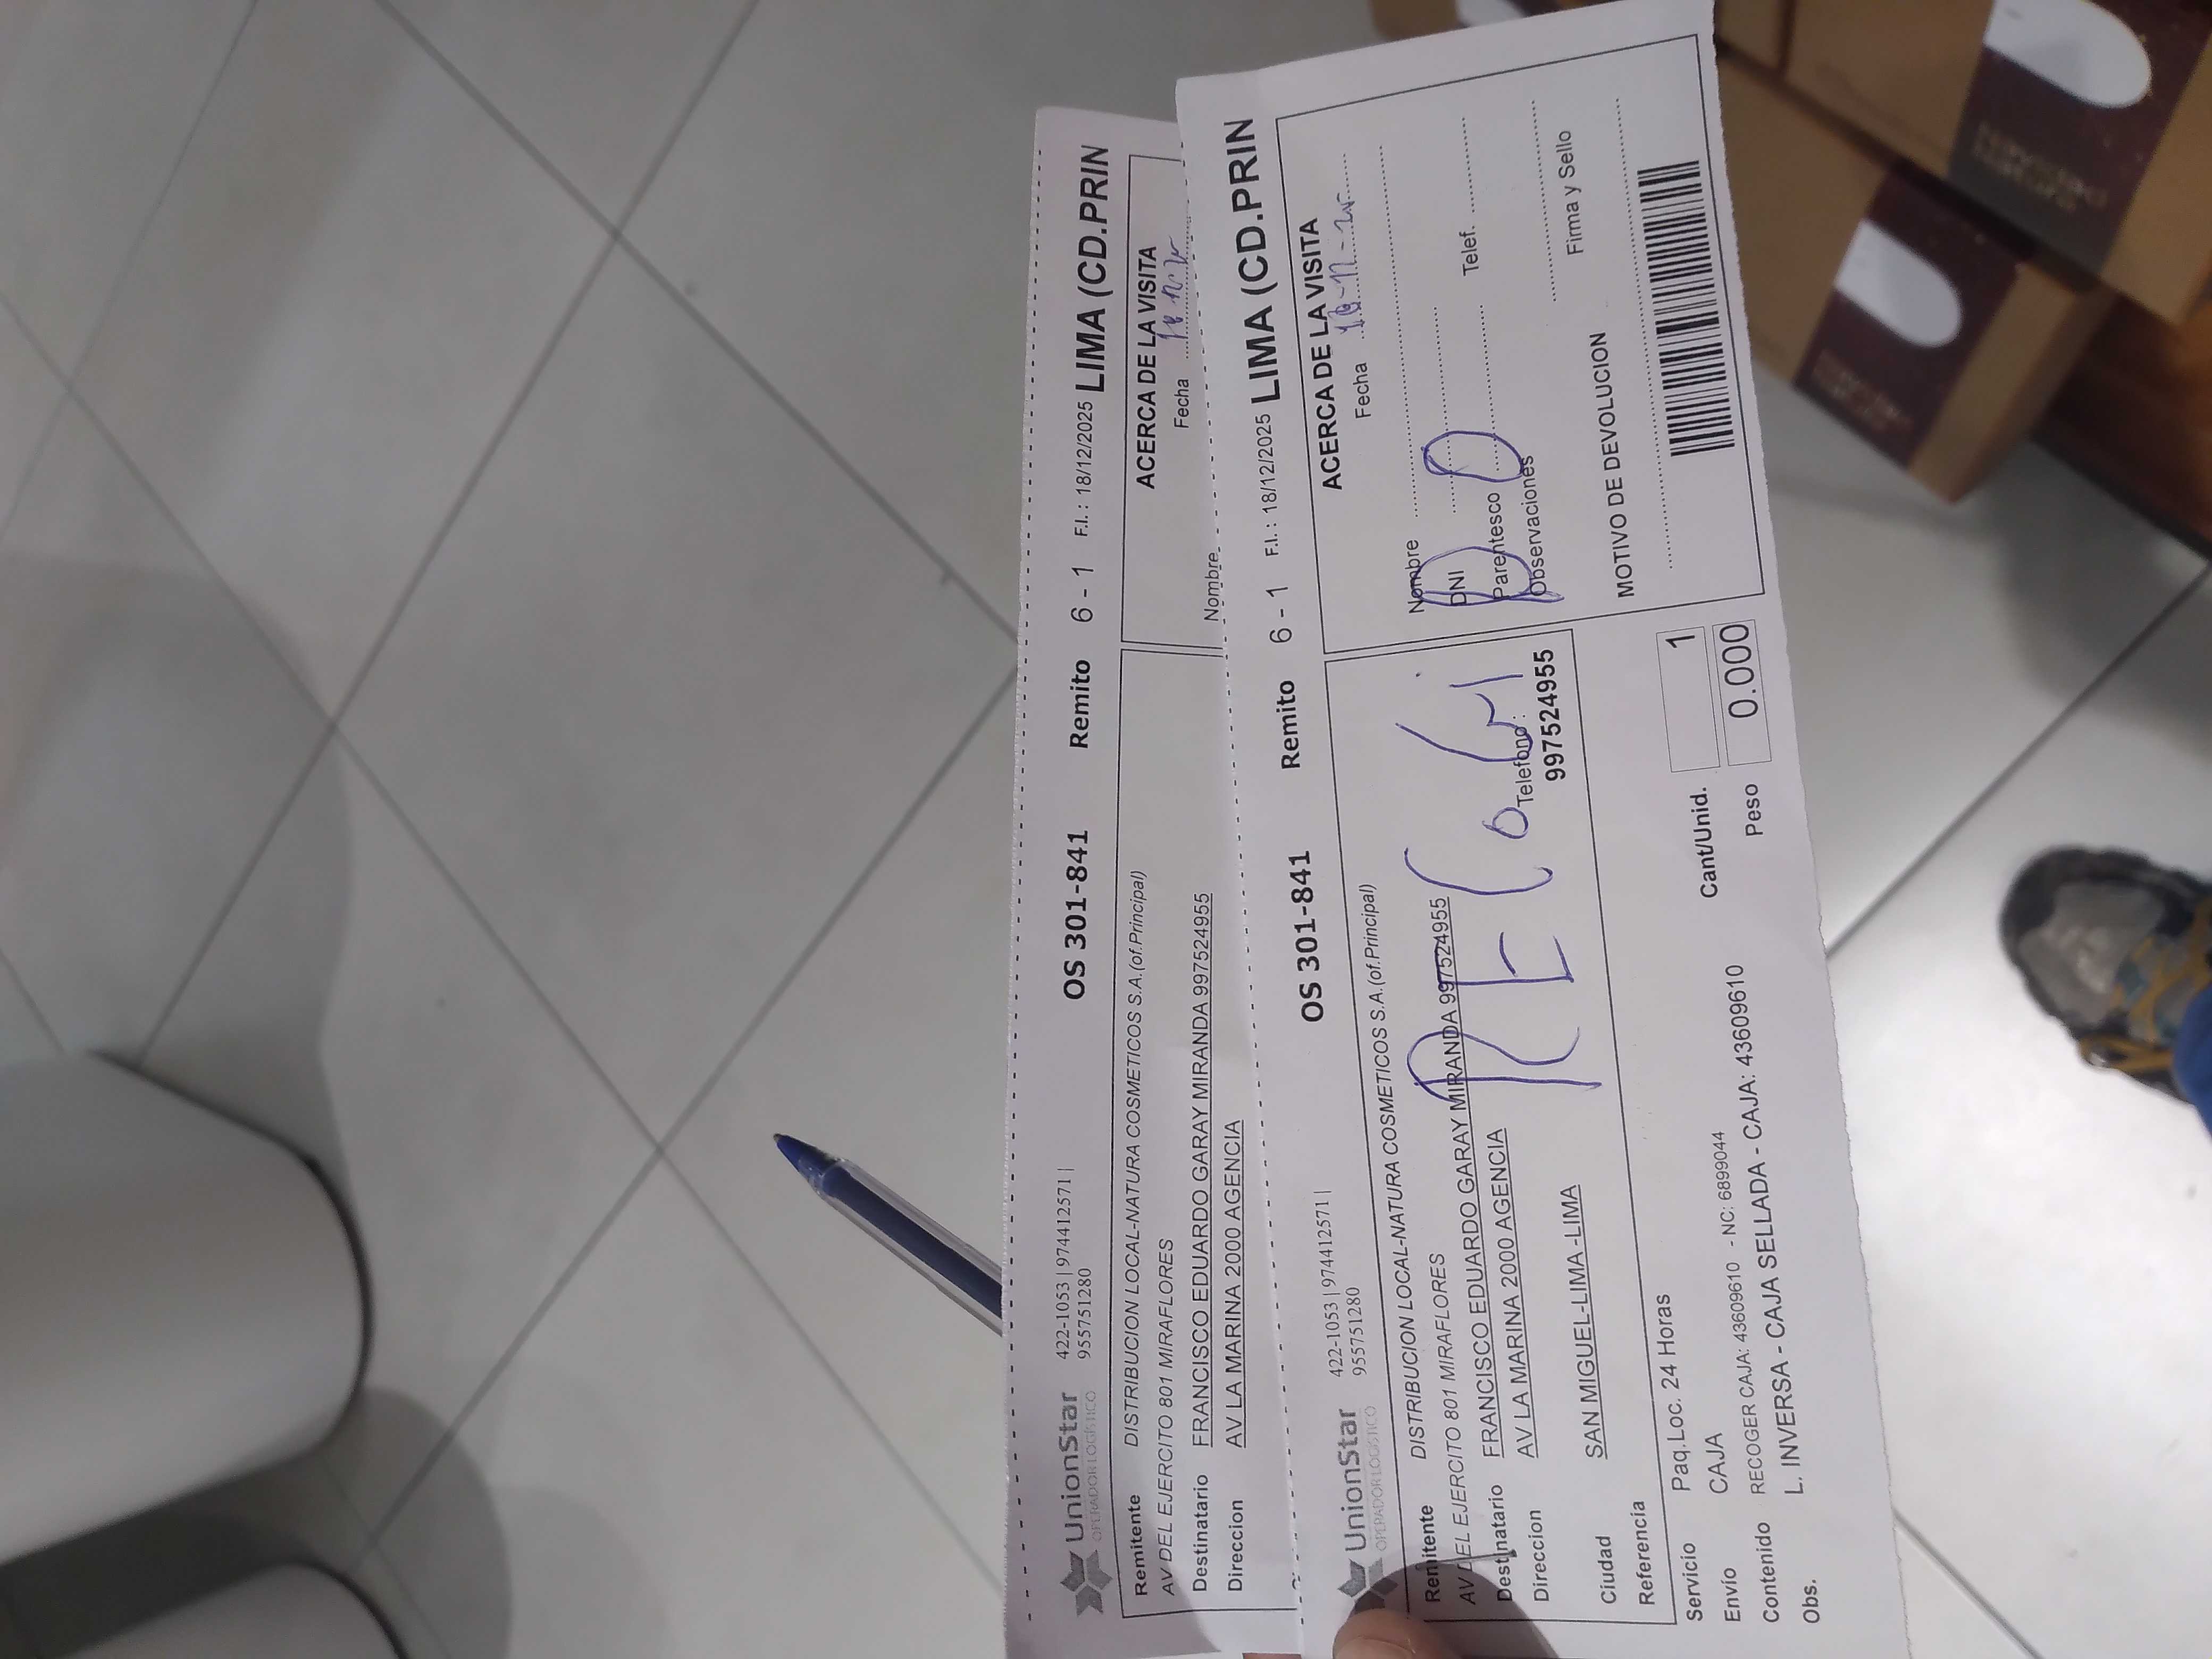 UnionStar
OPERADOR LOGISTICO
422-1053 | 974412571 |
955751280
OS 301-841
Remito 6 - 1
F.I.: 18/12/2025
LIMA (CD.PRIN
Remitente DISTRIBUCION LOCAL-NATURA COSMETICOS S.A.(of.Principal)
AV DEL EJERCITO 801 MIRAFLORES
Destinatario FRANCISCO EDUARDO GARAY MIRANDA 997524955
Direccion AV LA MARINA 2000 AGENCIA
ACERCA DE LA VISITA
Fecha
Nombre
UnionStar
OPERADOR LOGISTICO
422-1053 | 974412571 |
955751280
OS 301-841
Remito 6 - 1
F.I.: 18/12/2025
LIMA (CD.PRIN
Remitente DISTRIBUCION LOCAL-NATURA COSMETICOS S.A.(of.Principal)
AV DEL EJERCITO 801 MIRAFLORES
Destinatario FRANCISCO EDUARDO GARAY MIRANDA 997524955
Direccion AV LA MARINA 2000 AGENCIA
Telefono:
997524955
Ciudad SAN MIGUEL-LIMA-LIMA
Referencia
RECOGIDO
Servicio Paq.Loc. 24 Horas
Envío CAJA
Contenido RECOGER CAJA: 43609610 - NC: 6899044
Obs. L. INVERSA - CAJA SELLADA - CAJA: 43609610
Cant/Unid. 1
Peso 0.000
ACERCA DE LA VISITA
Fecha
Nombre
DNI Telef.
Parentesco
Observaciones
Firma y Sello
MOTIVO DE DEVOLUCION